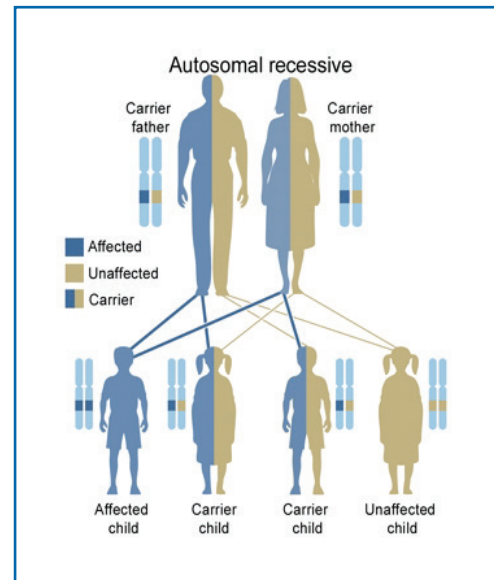 Autosomal recessive
Carrier
father
Carrier
mother
Affected
Unaffected
Carrier
Affected
child
Carrier
child
Carrier
child
Unaffected
child